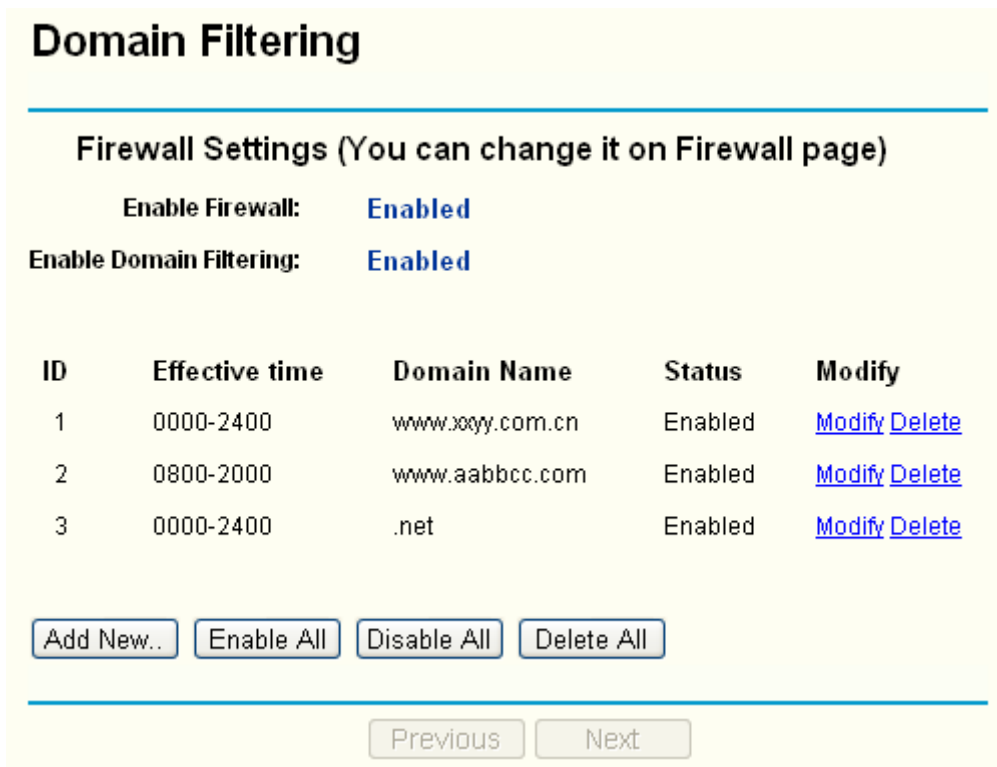 Domain Filtering
Firewall Settings (You can change it on Firewall page)
Enable Firewall: Enabled
Enable Domain Filtering: Enabled
ID Effective time Domain Name Status Modify
1 0000-2400 www.xxyy.com.cn Enabled Modify Delete
2 0800-2000 www.aabbcc.com Enabled Modify Delete
3 0000-2400 .net Enabled Modify Delete
Add New.. Enable All Disable All Delete All
Previous Next